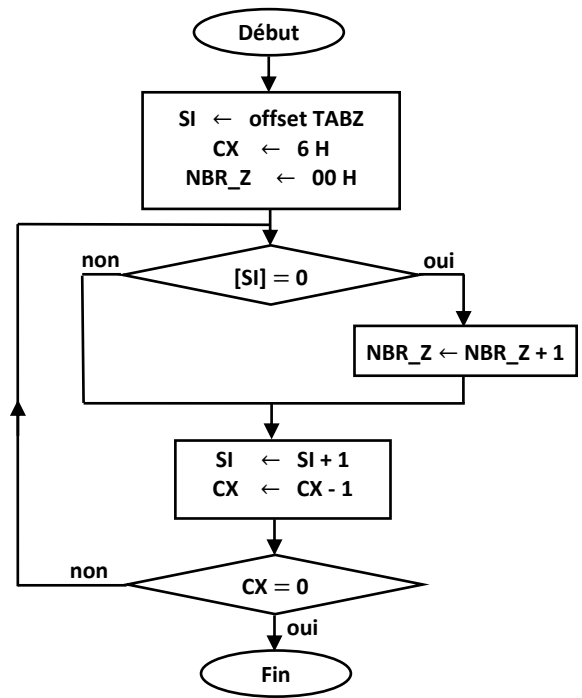 Début
SI ← offset TABZ
CX ← 6 H
NBR_Z ← 00 H
non
oui
[SI] = 0
NBR_Z ← NBR_Z + 1
SI ← SI + 1
CX ← CX - 1
non
CX = 0
oui
Fin